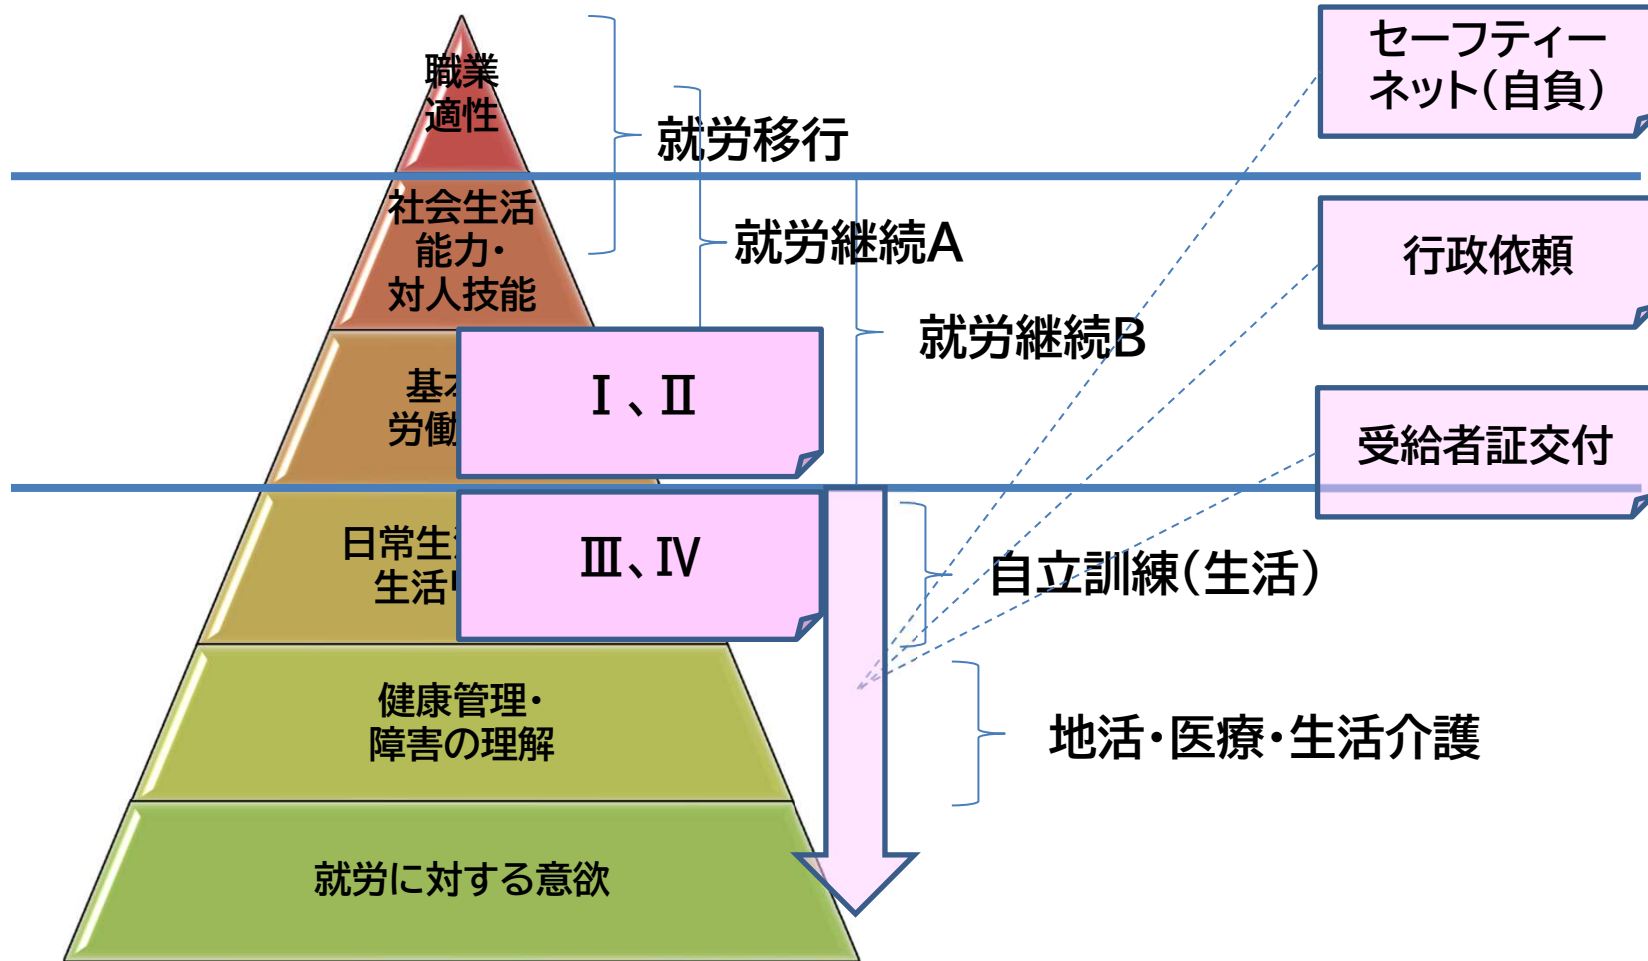 職業
適性
社会生活
能力・
対人技能
基本
労働
日常生活
生活
健康管理・
障害の理解
就労に対する意欲
就労移行
就労継続A
就労継続B
Ⅰ、Ⅱ
Ⅲ、Ⅳ
自立訓練(生活)
地活・医療・生活介護
セーフティー
ネット(自負)
行政依頼
受給者証交付